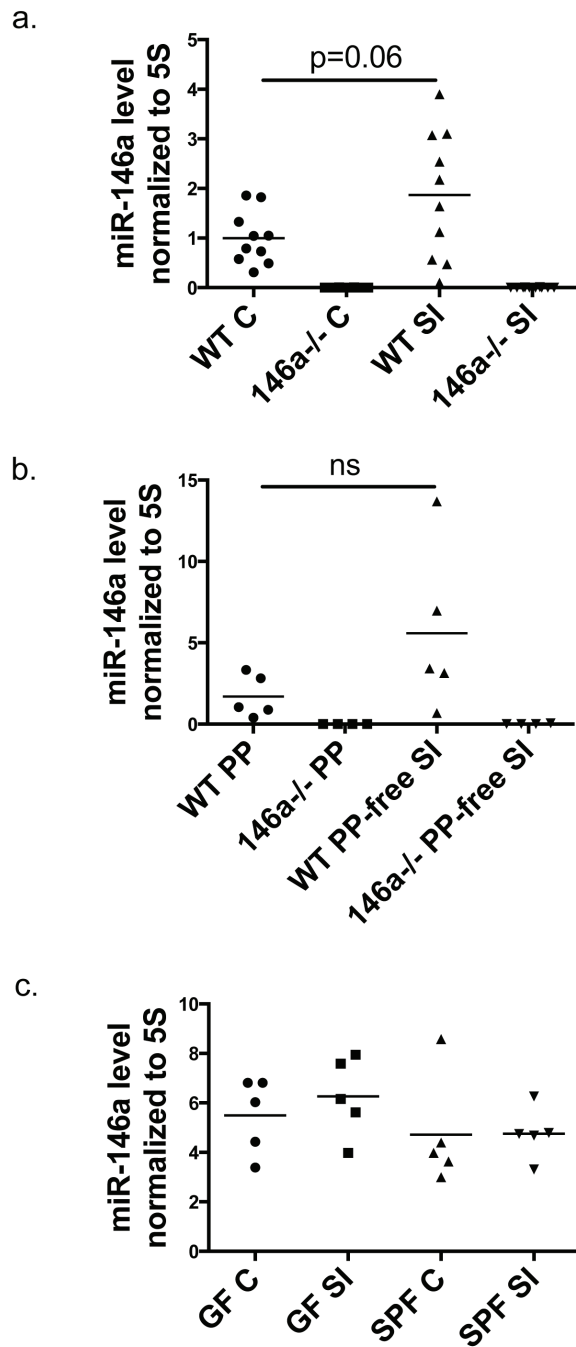 a.
miR-146a level
normalized to 5S
5
4
3
2
1
0
p=0.06
WT C
146a-/- C
WT SI
146a-/- SI
b.
miR-146a level
normalized to 5S
15
10
5
0
ns
WT PP
146a-/- PP
WT PP-free SI
146a-/- PP-free SI
c.
miR-146a level
normalized to 5S
10
8
6
4
2
0
GF C
GF SI
SPF C
SPF SI